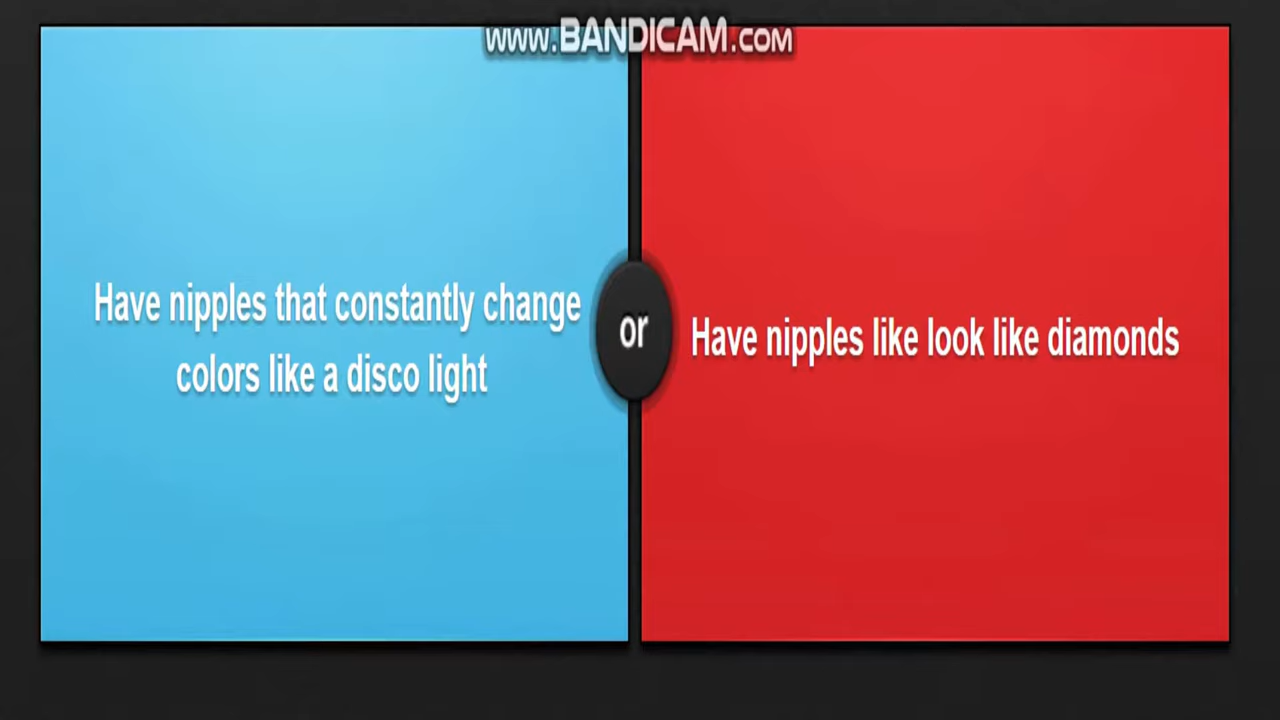 www.BANDICAM.com
Have nipples that constantly change
colors like a disco light
or
Have nipples like look like diamonds